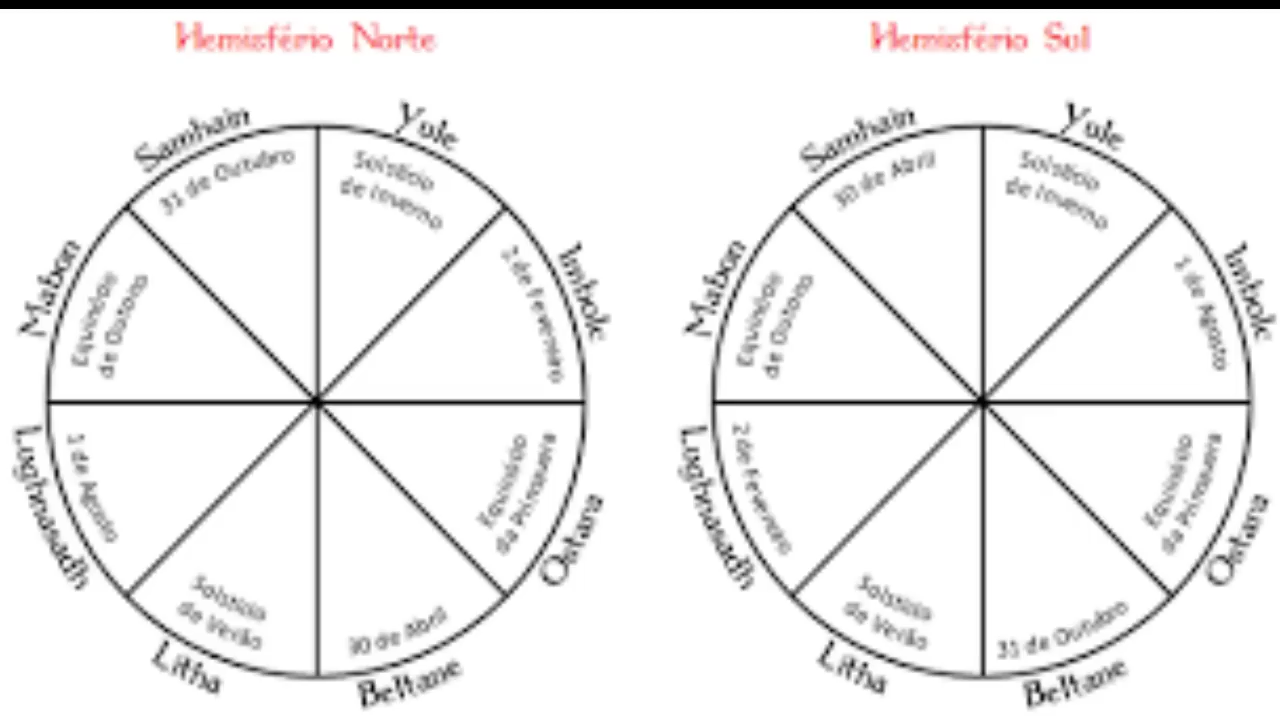 Hemisfério Norte
Samhain
31 de Outubro
Yule
Solstício
de Inverno
Imbolc
2 de Fevereiro
Ostara
Equinócio
da Primavera
Beltane
30 de Abril
Litha
Solstício
de Verão
Lughnasadh
1 de Agosto
Mabon
Equinócio
de Outono
Hemisfério Sul
Samhain
30 de Abril
Yule
Solstício
de Inverno
Imbolc
1 de Agosto
Ostara
Equinócio
da Primavera
Beltane
31 de Outubro
Litha
Solstício
de Verão
Lughnasadh
2 de Fevereiro
Mabon
Equinócio
de Outono